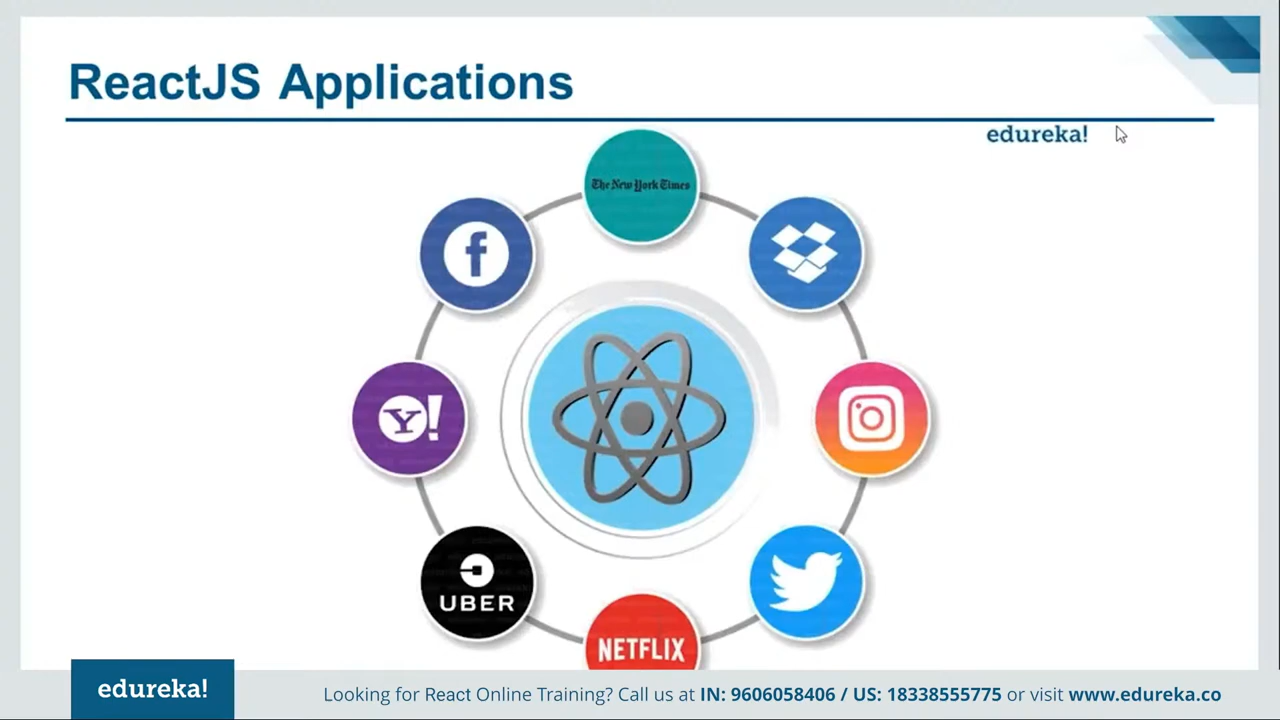 ReactJS Applications
edureka!
The New York Times
f
Y!
UBER
NETFLIX
edureka!
Looking for React Online Training? Call us at IN: 9606058406 / US: 18338555775 or visit www.edureka.co